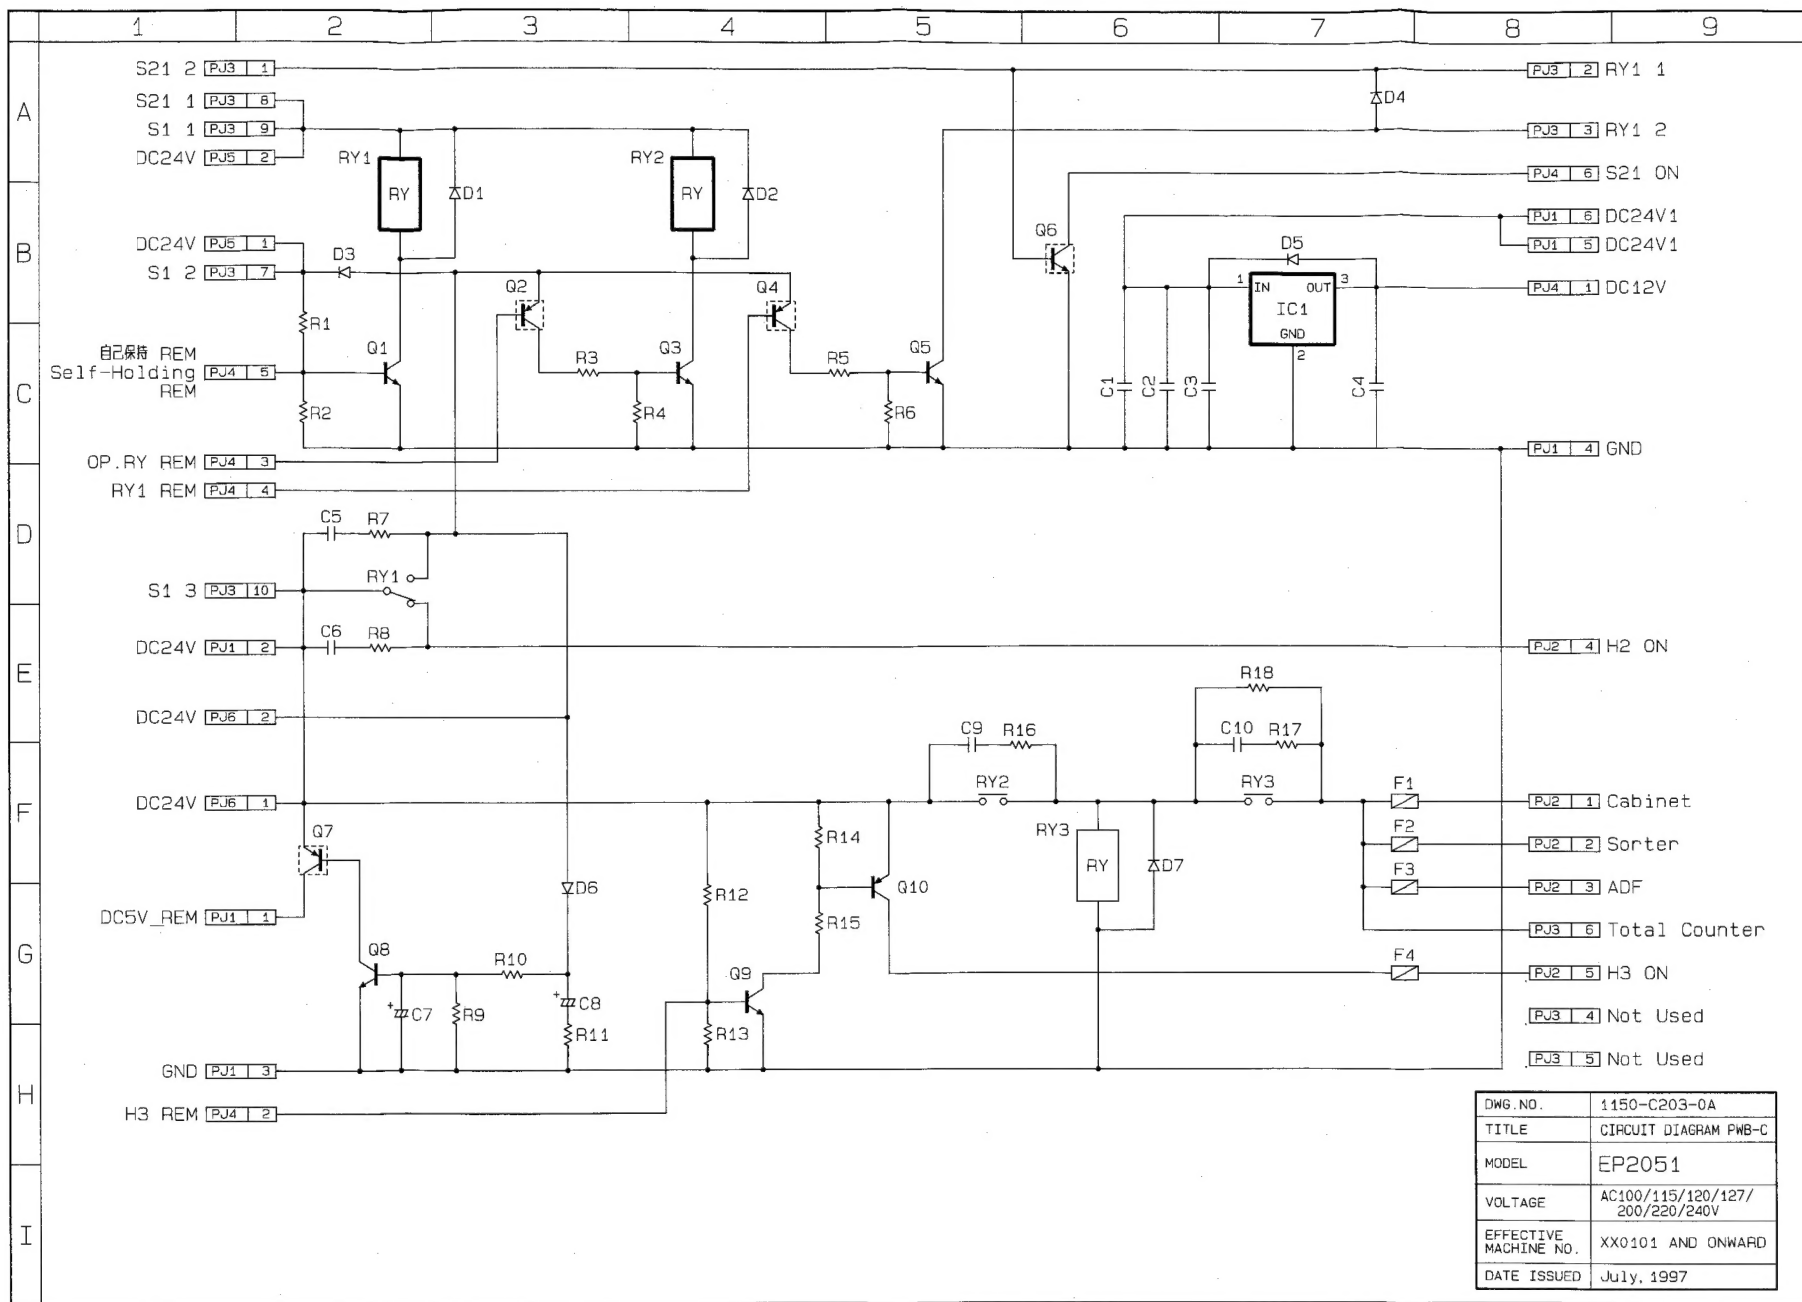 1 2 3 4 5 6 7 8 9
A
B
C
D
E
F
G
H
I
S21 2 PJ3 1
S21 1 PJ3 8
S1 1 PJ3 9
DC24V PJ5 2
RY1 RY D1
RY2 RY D2
D4
PJ3 2 RY1 1
PJ3 3 RY1 2
PJ4 6 S21 ON
PJ1 6 DC24V1
PJ1 5 DC24V1
PJ4 1 DC12V
DC24V PJ5 1
S1 2 PJ3 7
D3
Q2
Q4
Q6
D5
1 IN OUT 3
IC1
GND
2
R1
自己保持 REM
Self-Holding PJ4 5
REM
Q1
R3
Q3
R5
Q5
C1
C2
C3
C4
R2
R4
R6
PJ1 4 GND
OP.RY REM PJ4 3
RY1 REM PJ4 4
C5 R7
RY1
S1 3 PJ3 10
C6 R8
DC24V PJ1 2
PJ2 4 H2 ON
DC24V PJ6 2
R18
C9 R16
C10 R17
DC24V PJ6 1
RY2
RY3
F1
PJ2 1 Cabinet
F2
PJ2 2 Sorter
F3
PJ2 3 ADF
PJ3 6 Total Counter
F4
PJ2 5 H3 ON
PJ3 4 Not Used
PJ3 5 Not Used
Q7
R14
RY3
RY
D7
D6
R12
Q10
R15
DC5V_REM PJ1 1
Q8
R10
Q9
+ C7
R9
+ C8
R11
R13
GND PJ1 3
H3 REM PJ4 2
DWG.NO. 1150-C203-0A
TITLE CIRCUIT DIAGRAM PWB-C
MODEL EP2051
VOLTAGE AC100/115/120/127/
200/220/240V
EFFECTIVE
MACHINE NO. XX0101 AND ONWARD
DATE ISSUED July, 1997